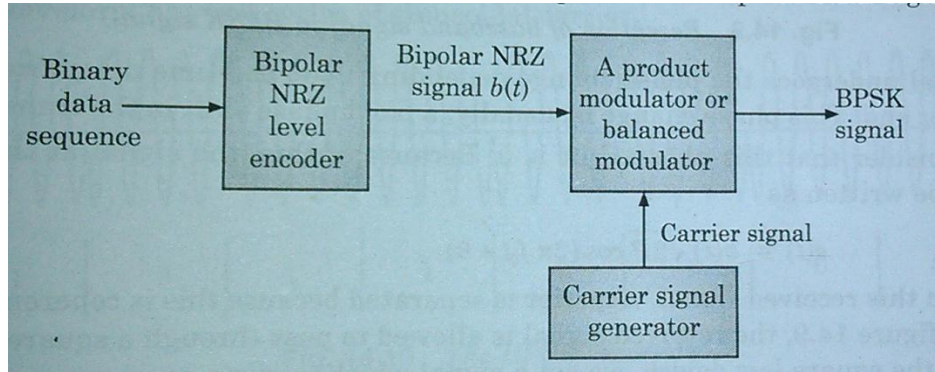 Binary
data
sequence
Bipolar
NRZ
level
encoder
Bipolar NRZ
signal b(t)
A product
modulator or
balanced
modulator
BPSK
signal
Carrier signal
Carrier signal
generator